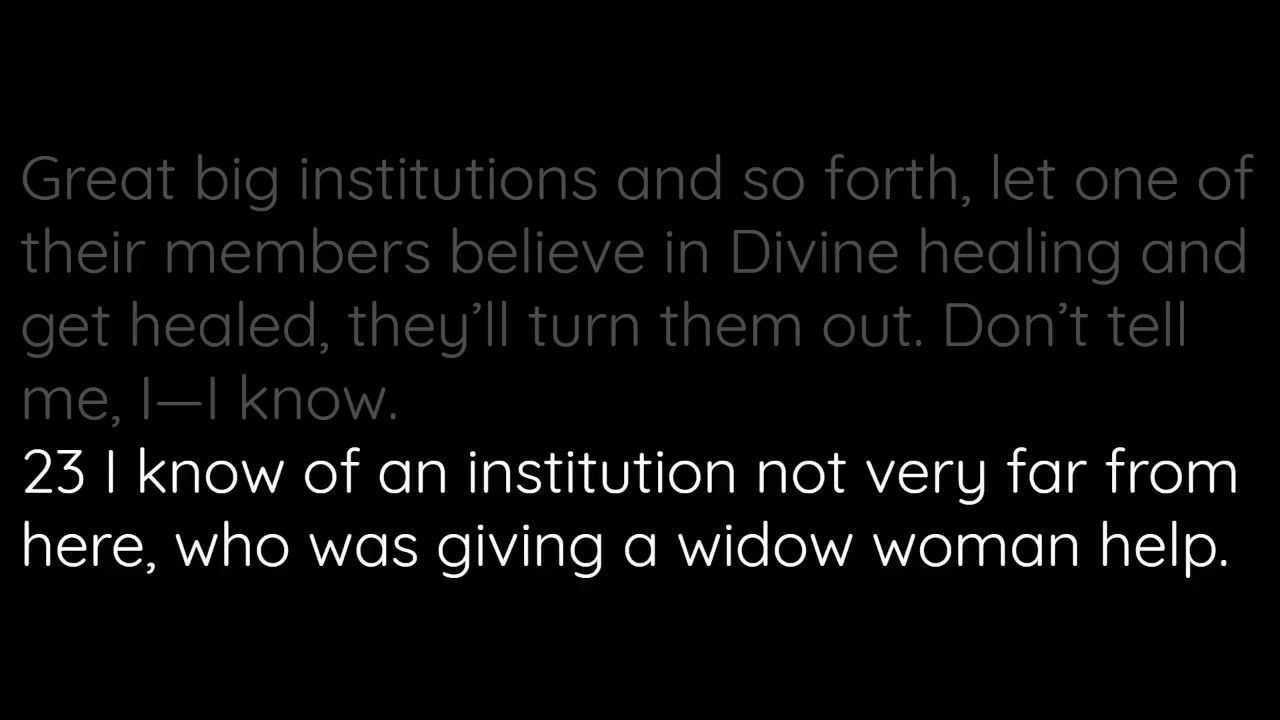 Great big institutions and so forth, let one of
their members believe in Divine healing and
get healed, they’ll turn them out. Don’t tell
me, I—I know.
23 I know of an institution not very far from
here, who was giving a widow woman help.